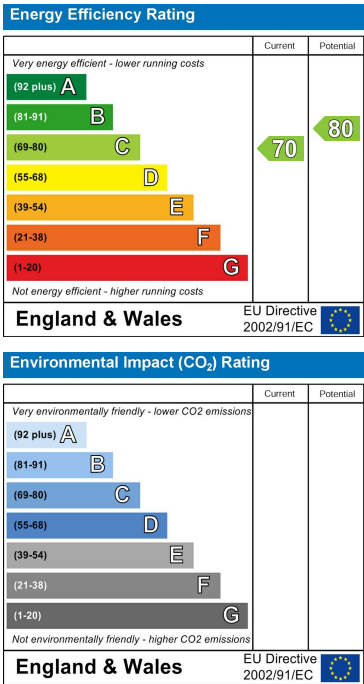 Energy Efficiency Rating
Current Potential
Very energy efficient - lower running costs
(92 plus) A
(81-91) B
(69-80) C
(55-68) D
(39-54) E
(21-38) F
(1-20) G
70
80
Not energy efficient - higher running costs
England & Wales
EU Directive
2002/91/EC
Environmental Impact (CO₂) Rating
Current Potential
Very environmentally friendly - lower CO2 emissions
(92 plus) A
(81-91) B
(69-80) C
(55-68) D
(39-54) E
(21-38) F
(1-20) G
Not environmentally friendly - higher CO2 emissions
England & Wales
EU Directive
2002/91/EC